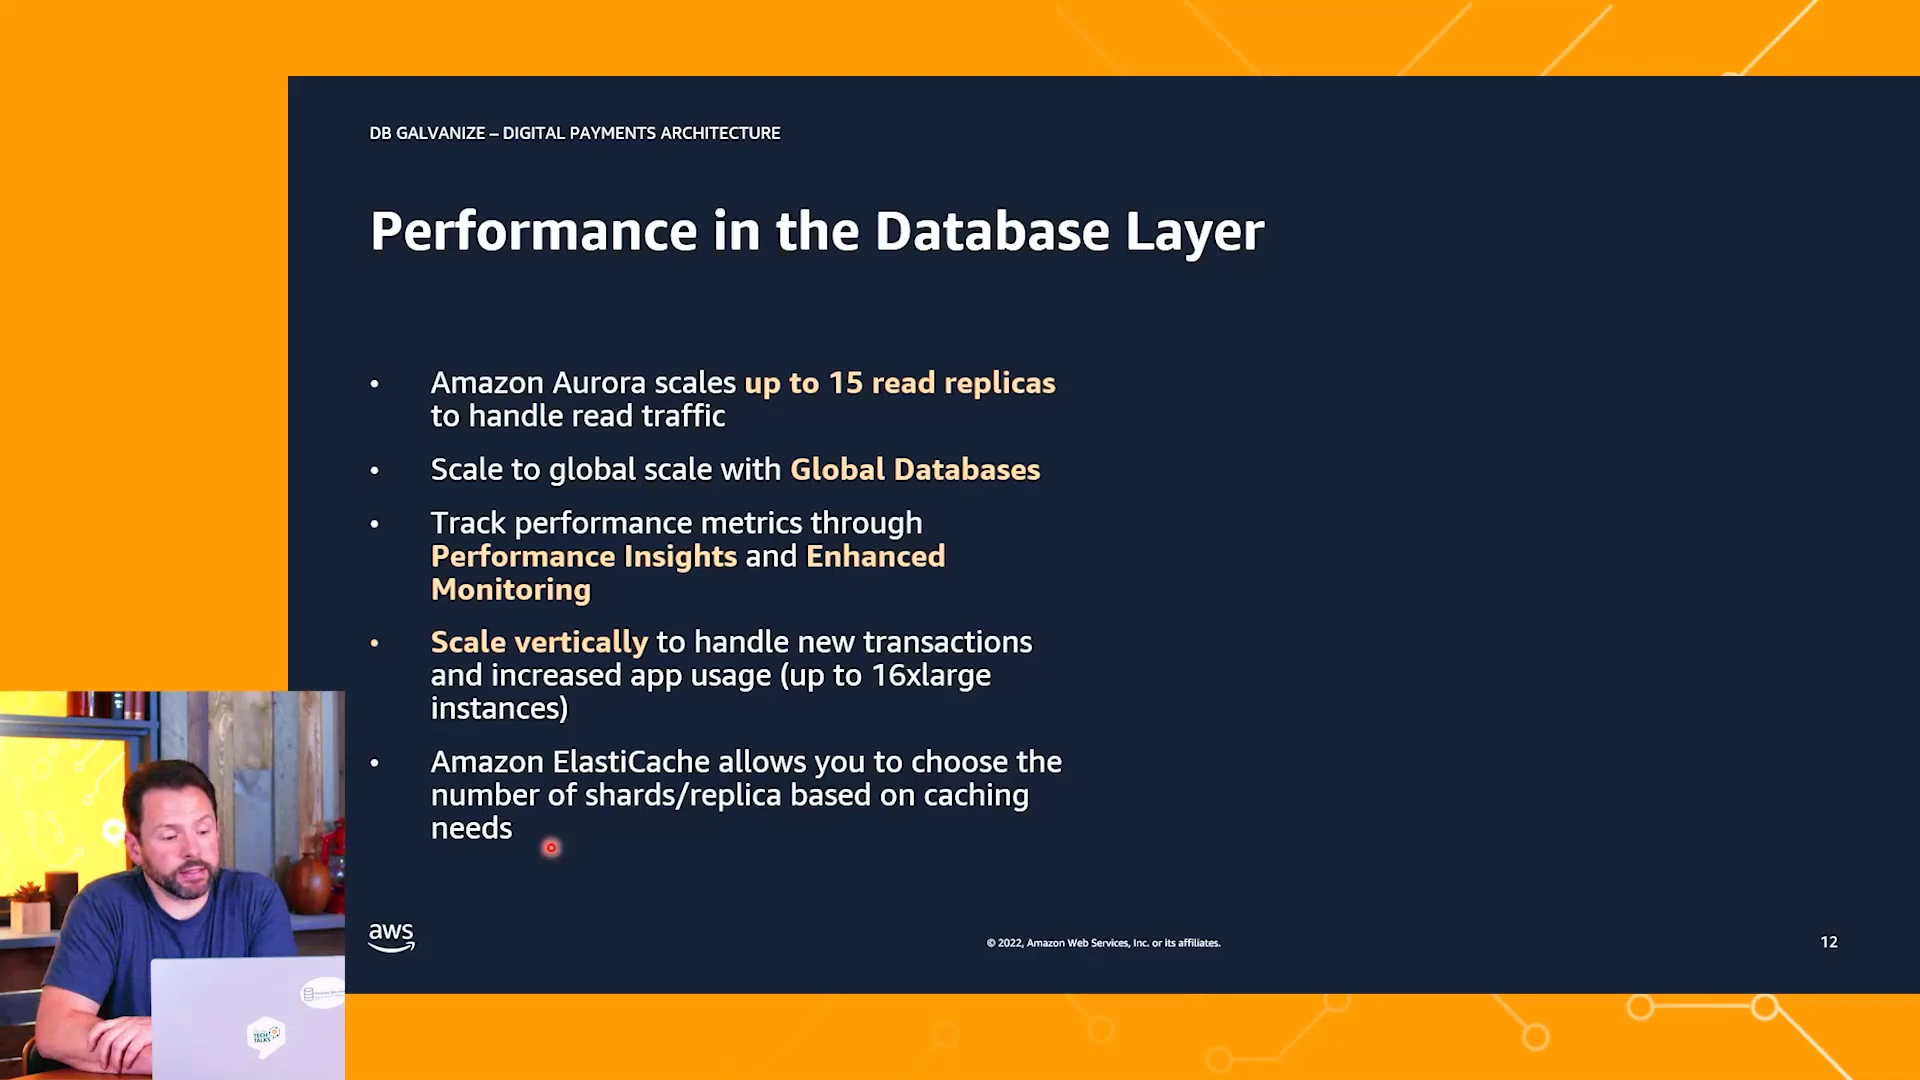 DB GALVANIZE – DIGITAL PAYMENTS ARCHITECTURE
Performance in the Database Layer
• Amazon Aurora scales up to 15 read replicas
to handle read traffic
• Scale to global scale with Global Databases
• Track performance metrics through
Performance Insights and Enhanced
Monitoring
• Scale vertically to handle new transactions
and increased app usage (up to 16xlarge
instances)
• Amazon ElastiCache allows you to choose the
number of shards/replica based on caching
needs
aws
© 2022, Amazon Web Services, Inc. or its affiliates.
12
TECH
TALKS